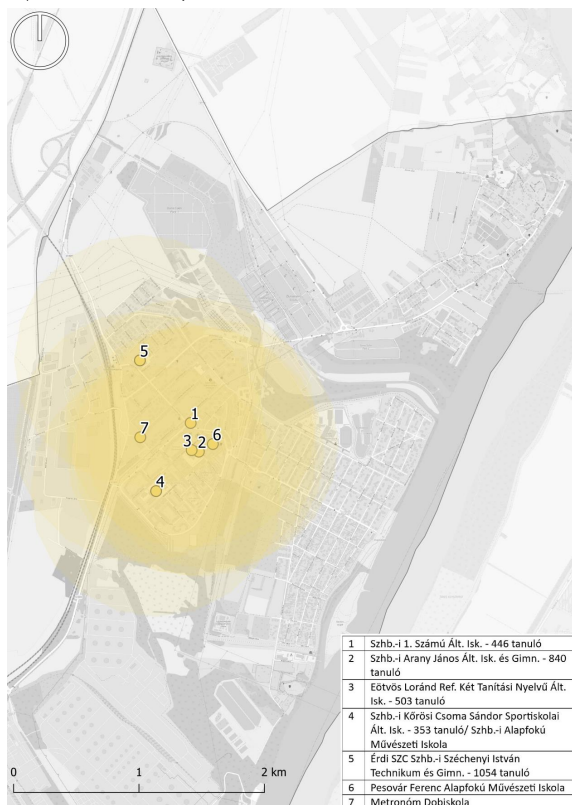 5
1
7
3
2
6
4
1 Szhb.-i 1. Számú Ált. Isk. - 446 tanuló
2 Szhb.-i Arany János Ált. Isk. és Gimn. - 840
tanuló
3 Eötvös Loránd Ref. Két Tanítási Nyelvű Ált.
Isk. - 503 tanuló
4 Szhb.-i Kőrösi Csoma Sándor Sportiskolai
Ált. Isk. - 353 tanuló/ Szhb.-i Alapfokú
Művészeti Iskola
5 Érdi SZC Szhb.-i Széchenyi István
Technikum és Gimn. - 1054 tanuló
6 Pesovár Ferenc Alapfokú Művészeti Iskola
7 Metronóm Dobiskola
0 1 2 km